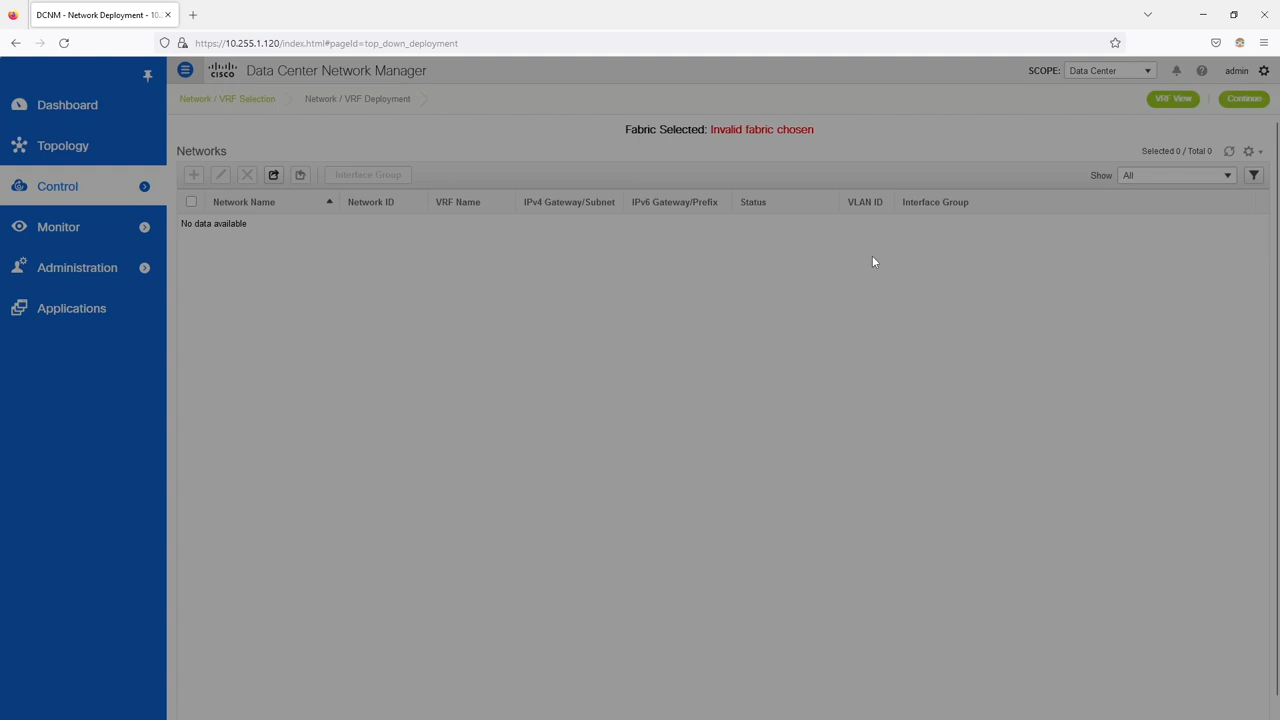 DCNM - Network Deployment - 10.
https://10.255.1.120/index.html#pageId=top_down_deployment
Dashboard
Topology
Control
Monitor
Administration
Applications
CISCO
Data Center Network Manager
SCOPE:
Data Center
admin
Network / VRF Selection
Network / VRF Deployment
VRF View
Continue
Fabric Selected: Invalid fabric chosen
Networks
Selected 0 / Total 0
Interface Group
Show
All
Network Name
Network ID
VRF Name
IPv4 Gateway/Subnet
IPv6 Gateway/Prefix
Status
VLAN ID
Interface Group
No data available